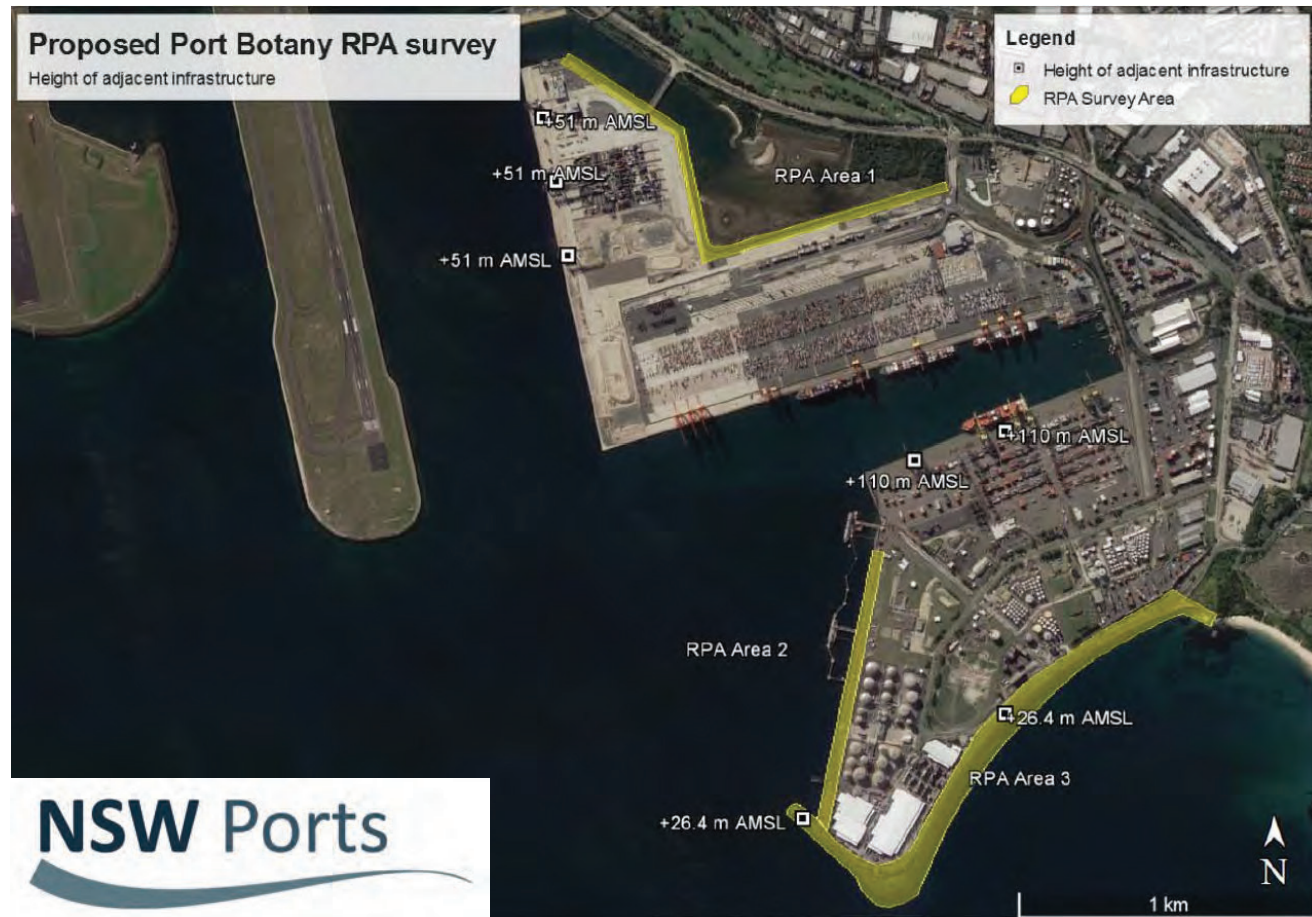 Proposed Port Botany RPA survey
Height of adjacent infrastructure
Legend
Height of adjacent infrastructure
RPA Survey Area
+51 m AMSL
+51 m AMSL
RPA Area 1
+51 m AMSL
+110 m AMSL
+110 m AMSL
RPA Area 2
+26.4 m AMSL
RPA Area 3
+26.4 m AMSL
NSW Ports
N
1 km